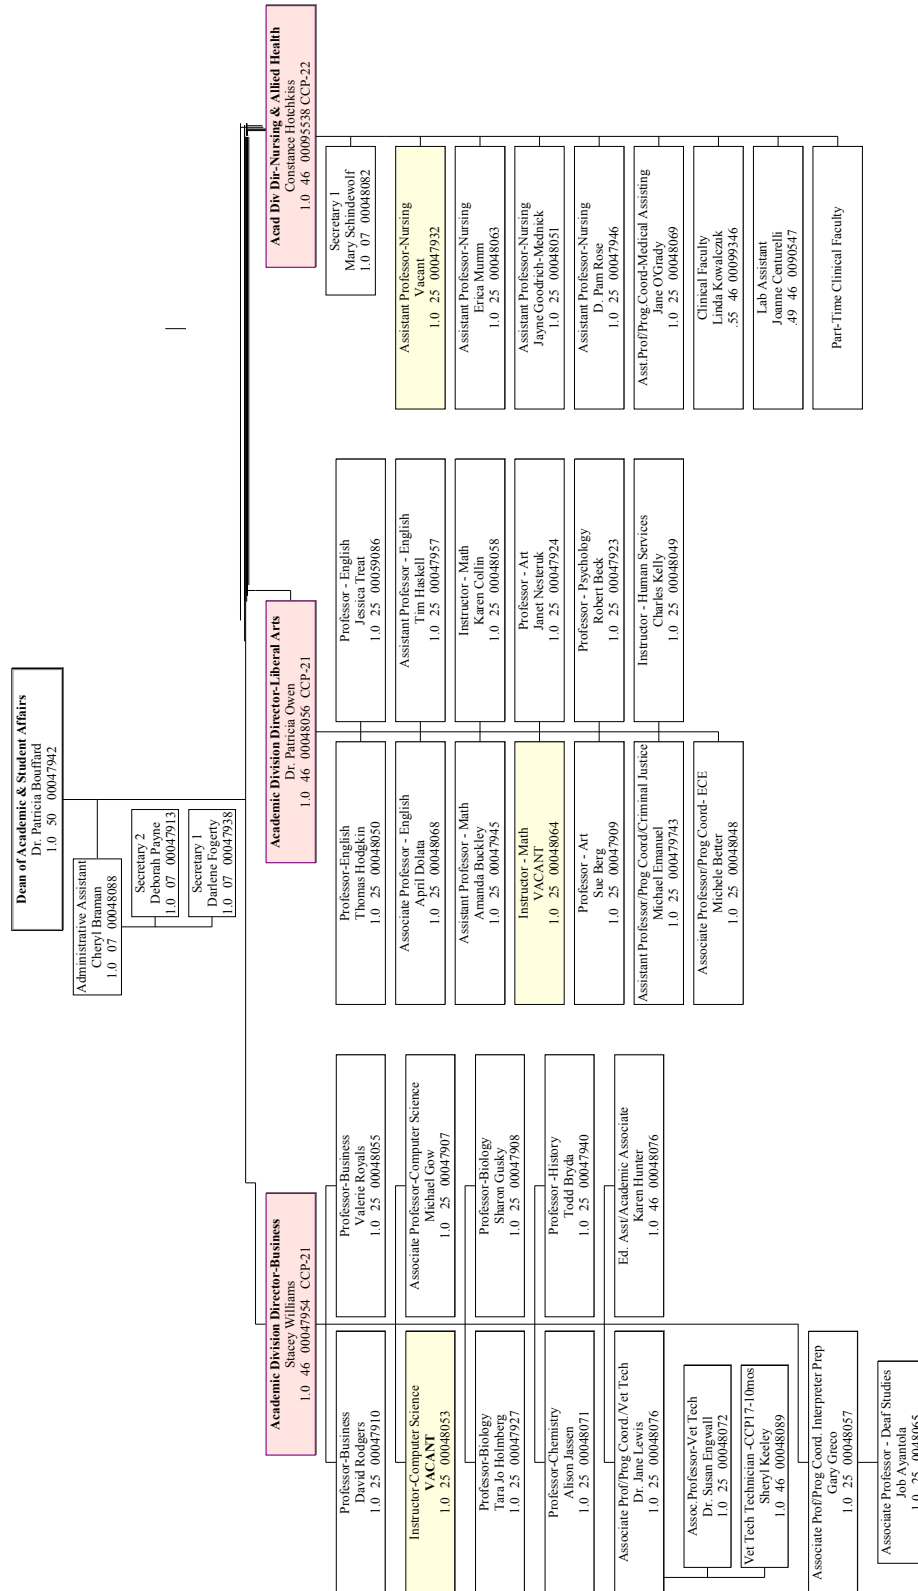 Dean of Academic & Student Affairs
Dr. Patricia Bouffard
1.0 50 00047942
Administrative Assistant
Cheryl Braman
1.0 07 00048088
Secretary 2
Deborah Payne
1.0 07 00047913
Secretary 1
Darlene Fogerty
1.0 07 00047938
Academic Division Director-Business
Stacey Williams
1.0 46 00047954 CCP-21
Professor-Business
David Rodgers
1.0 25 00047910
Professor-Business
Valerie Royals
1.0 25 00048055
Instructor-Computer Science
VACANT
1.0 25 00048053
Associate Professor-Computer Science
Michael Gow
1.0 25 00047907
Professor-Biology
Tara Jo Holmberg
1.0 25 00047927
Professor-Biology
Sharon Gusky
1.0 25 00047908
Professor-Chemistry
Alison Jassen
1.0 25 00048071
Professor -History
Todd Bryda
1.0 25 00047940
Associate Prof/Prog Coord./Vet Tech
Dr. Jane Lewis
1.0 25 00048076
Ed. Asst/Academic Associate
Karen Hunter
1.0 46 00048076
Assoc.Professor-Vet Tech
Dr. Susan Engwall
1.0 25 00048072
Vet Tech Technician -CCP17-10mos
Sheryl Keeley
1.0 46 00048089
Associate Prof/Prog Coord. Interpreter Prep
Gary Greco
1.0 25 00048057
Associate Professor - Deaf Studies
Job Ayantola
1.0 25 0048065
Academic Division Director-Liberal Arts
Dr. Patricia Owen
1.0 46 00048056 CCP-21
Professor-English
Thomas Hodgkin
1.0 25 00048050
Professor - English
Jessica Treat
1.0 25 00059086
Associate Professor - English
April Dolata
1.0 25 00048068
Assistant Professor - English
Tim Haskell
1.0 25 00047957
Assistant Professor - Math
Amanda Buckley
1.0 25 00047945
Instructor - Math
Karen Collin
1.0 25 00048058
Instructor - Math
VACANT
1.0 25 00048064
Professor - Art
Janet Nesteruk
1.0 25 00047924
Professor - Art
Sue Berg
1.0 25 00047909
Professor - Psychology
Robert Beck
1.0 25 00047923
Assistant Professor/Prog Coord/Criminal Justice
Michael Emanuel
1.0 25 000479743
Instructor - Human Services
Charles Kelly
1.0 25 00048049
Associate Professor/Prog Coord- ECE
Michele Better
1.0 25 00048048
Acad Div Dir-Nursing & Allied Health
Constance Hotchkiss
1.0 46 00095538 CCP-22
Secretary 1
Mary Schindewolf
1.0 07 00048082
Assistant Professor-Nursing
Vacant
1.0 25 00047932
Assistant Professor-Nursing
Erica Mumm
1.0 25 00048063
Assistant Professor-Nursing
Jayne Goodrich-Mednick
1.0 25 00048051
Assistant Professor-Nursing
D. Pam Rose
1.0 25 00047946
Asst.Prof/Prog.Coord-Medical Assisting
Jane O'Grady
1.0 25 00048069
Clinical Faculty
Linda Kowalczuk
.55 46 00099346
Lab Assistant
Joanne Centurelli
.49 46 0090547
Part-Time Clinical Faculty